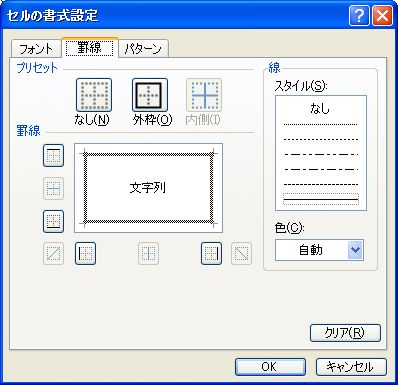 セルの書式設定
フォント
罫線
パターン
プリセット
なし(N)
外枠(O)
内側(I)
罫線
文字列
線
スタイル(S):
なし
色(C):
自動
クリア(R)
OK
キャンセル